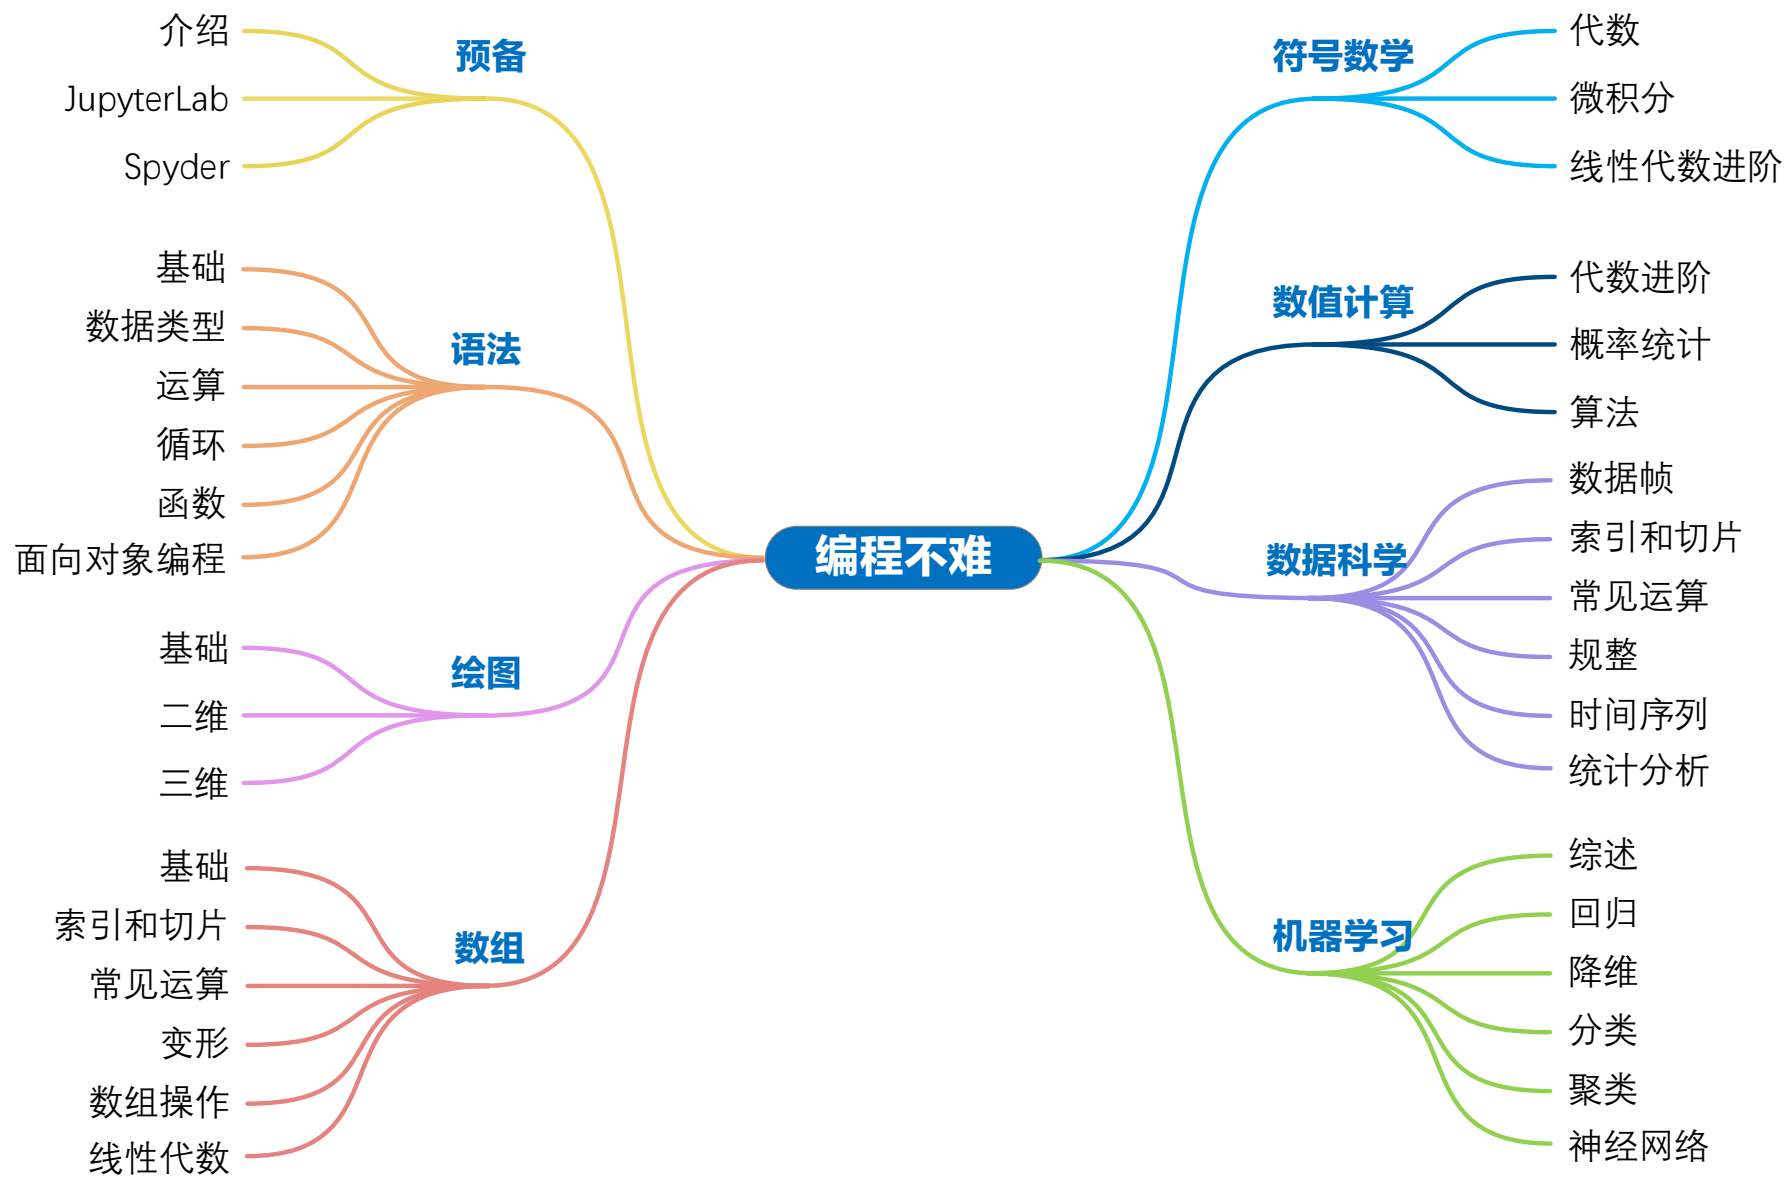 编程不难
预备
介绍
JupyterLab
Spyder
语法
基础
数据类型
运算
循环
函数
面向对象编程
绘图
基础
二维
三维
数组
基础
索引和切片
常见运算
变形
数组操作
线性代数
符号数学
代数
微积分
线性代数进阶
数值计算
代数进阶
概率统计
算法
数据科学
数据帧
索引和切片
常见运算
规整
时间序列
统计分析
机器学习
综述
回归
降维
分类
聚类
神经网络